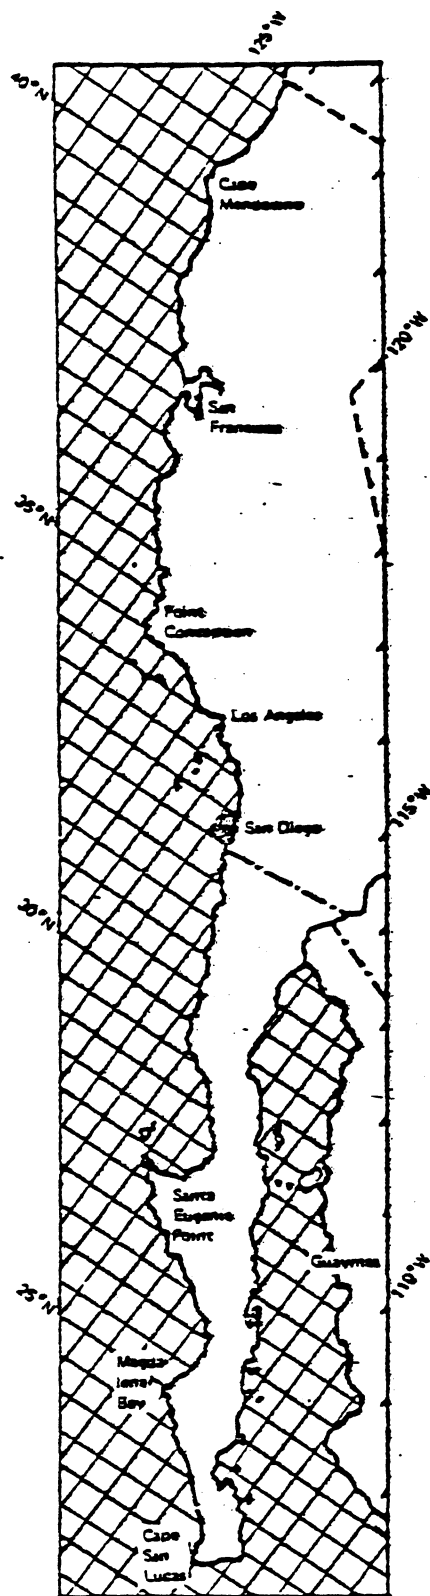 125°W
40°N
Cape
Mendocino
120°W
San
Francisco
35°N
Point
Conception
Los Angeles
115°W
San Diego
30°N
Santa
Eugenia
Point
Guaymas
110°W
25°N
Magda-
lena
Bay
Cape
San
Lucas